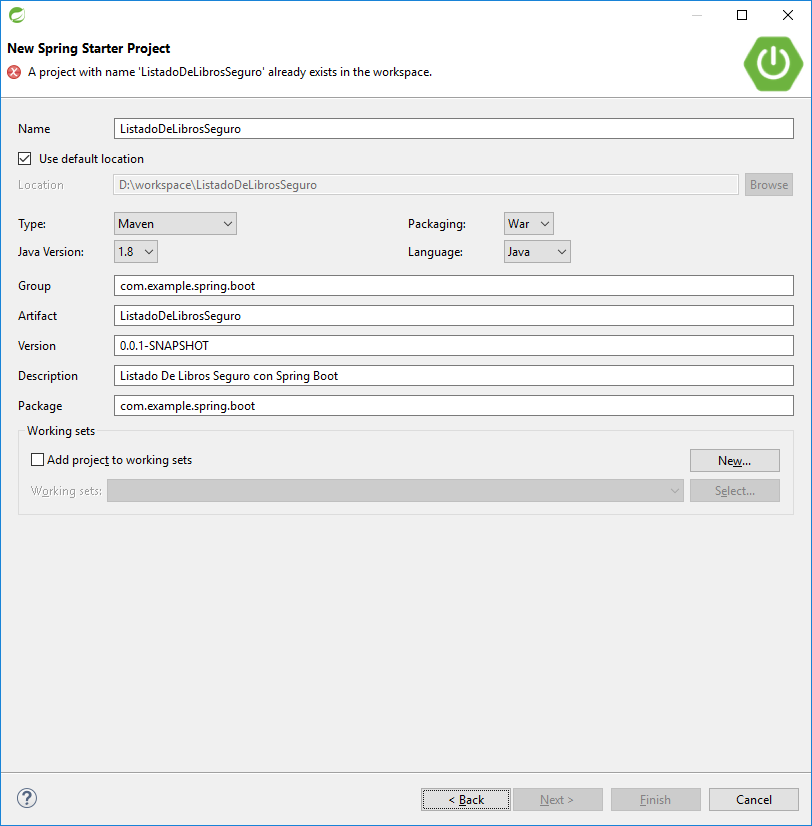 New Spring Starter Project
A project with name 'ListadoDeLibrosSeguro' already exists in the workspace.
Name ListadoDeLibrosSeguro
Use default location
Location D:\workspace\ListadoDeLibrosSeguro Browse
Type: Maven Packaging: War
Java Version: 1.8 Language: Java
Group com.example.spring.boot
Artifact ListadoDeLibrosSeguro
Version 0.0.1-SNAPSHOT
Description Listado De Libros Seguro con Spring Boot
Package com.example.spring.boot
Working sets
Add project to working sets New...
Working sets: Select...
? < Back Next > Finish Cancel